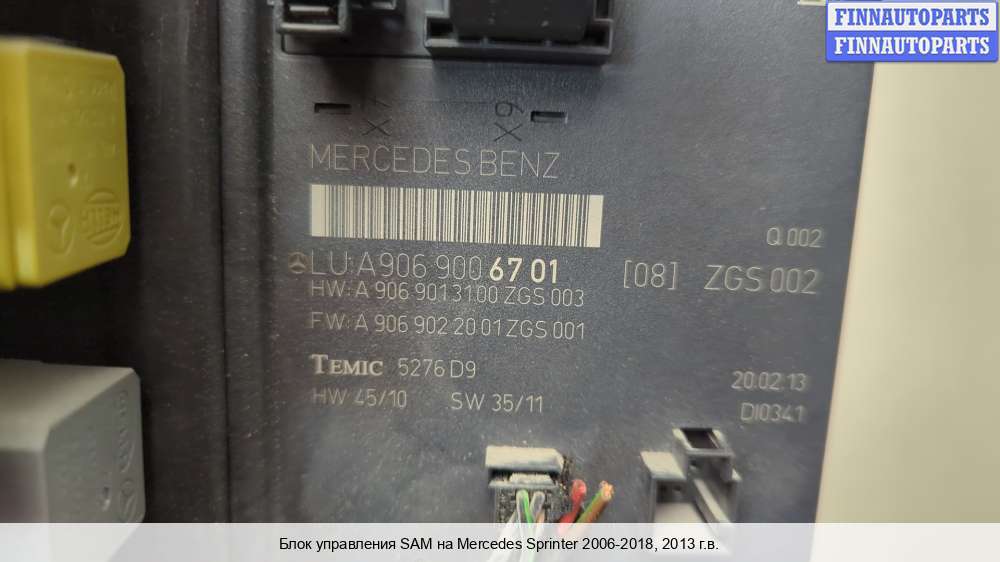 FINNAUTOPARTS
FINNAUTOPARTS
X9
MERCEDES BENZ
Q 002
LU: A 906 900 67 01 [08] ZGS 002
HW: A 906 901 31 00 ZGS 003
FW: A 906 902 20 01 ZGS 001
TEMIC 5276 D9
20.02.13
HW 45/10 SW 35/11
DI0341
HELLA
Блок управления SAM на Mercedes Sprinter 2006-2018, 2013 г.в.